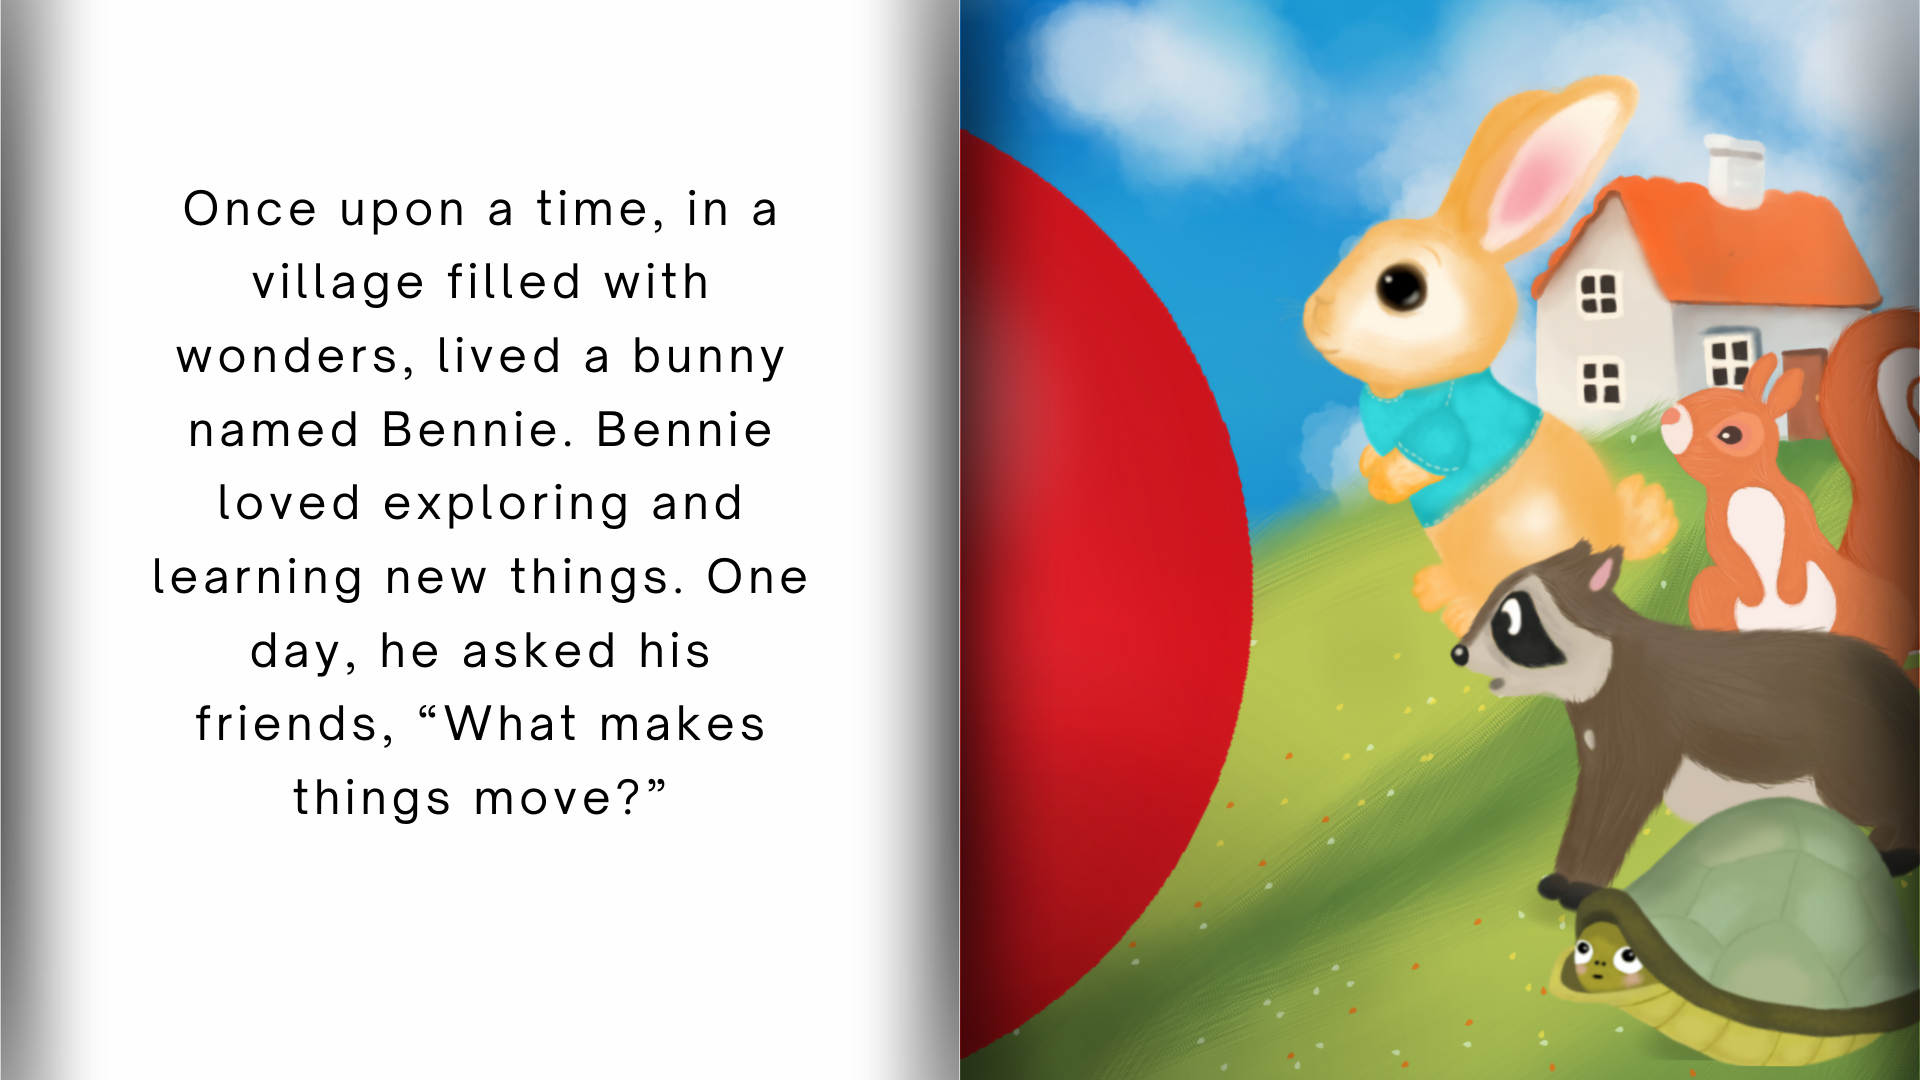 Once upon a time, in a
village filled with
wonders, lived a bunny
named Bennie. Bennie
loved exploring and
learning new things. One
day, he asked his
friends, “What makes
things move?”